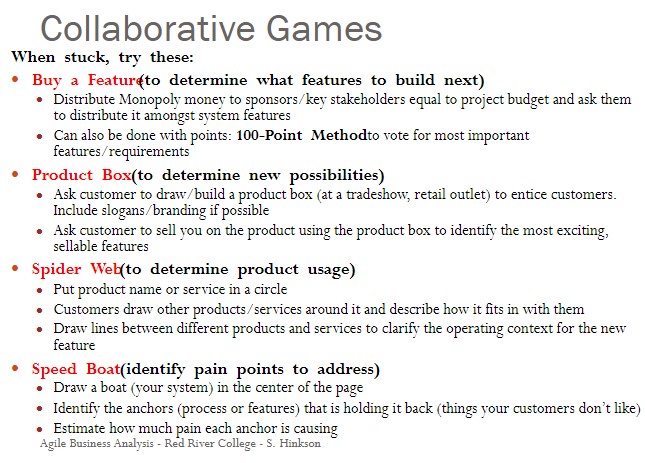 Collaborative Games
When stuck, try these:
• Buy a Feature(to determine what features to build next)
• Distribute Monopoly money to sponsors/key stakeholders equal to project budget and ask them
to distribute it amongst system features
• Can also be done with points: 100-Point Methodto vote for most important
features/requirements
• Product Box(to determine new possibilities)
• Ask customer to draw/build a product box (at a tradeshow, retail outlet) to entice customers.
Include slogans/branding if possible
• Ask customer to sell you on the product using the product box to identify the most exciting,
sellable features
• Spider Web(to determine product usage)
• Put product name or service in a circle
• Customers draw other products/services around it and describe how it fits in with them
• Draw lines between different products and services to clarify the operating context for the new
feature
• Speed Boat(identify pain points to address)
• Draw a boat (your system) in the center of the page
• Identify the anchors (process or features) that is holding it back (things your customers don't like)
• Estimate how much pain each anchor is causing
Agile Business Analysis - Red River College - S. Hinkson